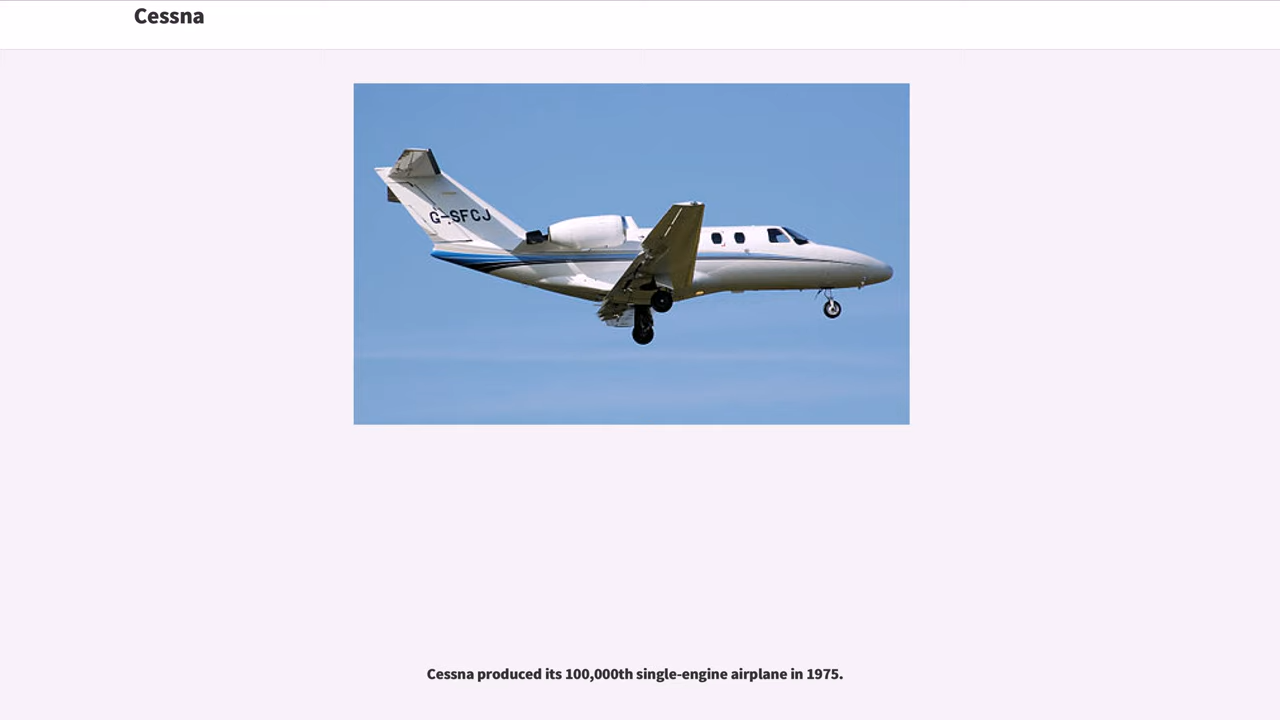 Cessna
G-SFCJ
Cessna produced its 100,000th single-engine airplane in 1975.